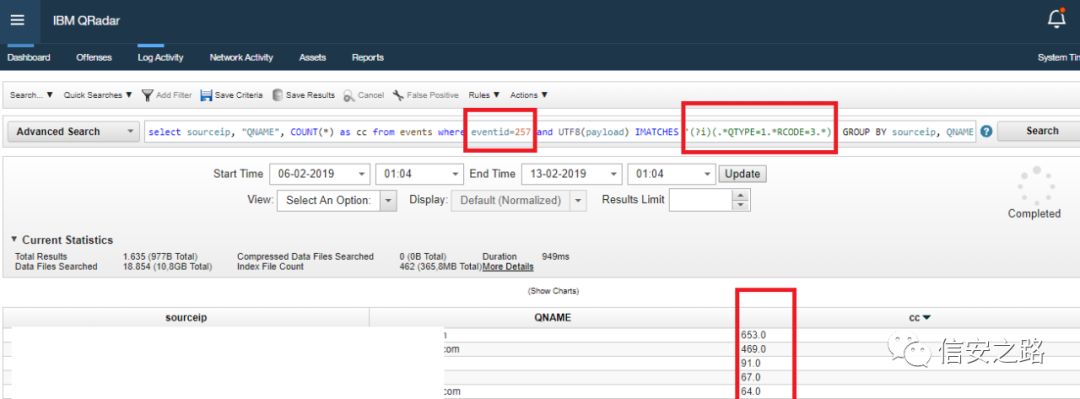 IBM QRadar
Dashboard Offenses Log Activity Network Activity Assets Reports System Tim
Search... ▼ Quick Searches ▼ Add Filter Save Criteria Save Results Cancel False Positive Rules ▼ Actions ▼
Advanced Search select sourceip, "QNAME", COUNT(*) as cc from events where eventid=257 and UTF8(payload) IMATCHES '(?i)(.*QTYPE=1.*RCODE=3.*) GROUP BY sourceip, QNAME ? Search
Start Time 06-02-2019 01:04 End Time 13-02-2019 01:04 Update
View: Select An Option: Display: Default (Normalized) Results Limit
Completed
▼ Current Statistics
Total Results 1.635 (977B Total) Compressed Data Files Searched 0 (0B Total) Duration 949ms
Data Files Searched 18.854 (10,8GB Total) Index File Count 462 (365,8MB Total) More Details
(Show Charts)
sourceip QNAME cc ▼
653.0
com 469.0
91.0
67.0
com 64.0
信安之路